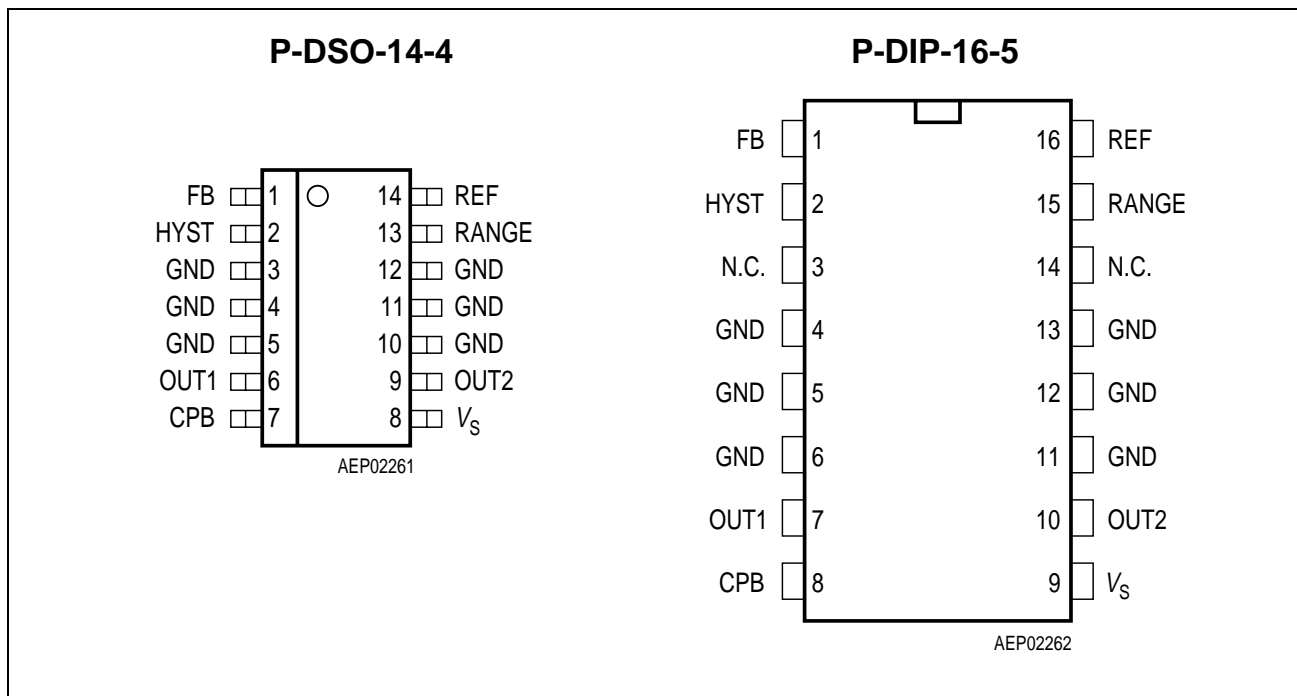 P-DSO-14-4
FB 1 14 REF
HYST 2 13 RANGE
GND 3 12 GND
GND 4 11 GND
GND 5 10 GND
OUT1 6 9 OUT2
CPB 7 8 VS
AEP02261
P-DIP-16-5
FB 1 16 REF
HYST 2 15 RANGE
N.C. 3 14 N.C.
GND 4 13 GND
GND 5 12 GND
GND 6 11 GND
OUT1 7 10 OUT2
CPB 8 9 VS
AEP02262